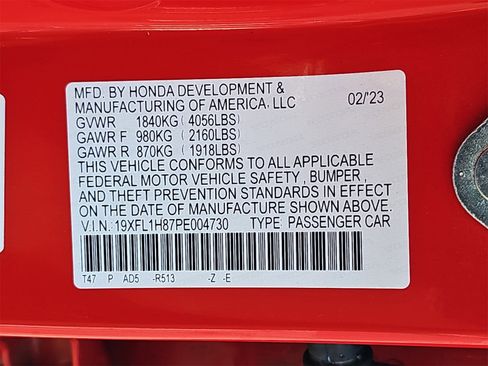 MFD. BY HONDA DEVELOPMENT &
MANUFACTURING OF AMERICA, LLC 02/'23
GVWR 1840KG ( 4056LBS)
GAWR F 980KG ( 2160LBS)
GAWR R 870KG ( 1918LBS)
THIS VEHICLE CONFORMS TO ALL APPLICABLE
FEDERAL MOTOR VEHICLE SAFETY , BUMPER ,
AND THEFT PREVENTION STANDARDS IN EFFECT
ON THE DATE OF MANUFACTURE SHOWN ABOVE.
V.I.N. 19XFL1H87PE004730 TYPE: PASSENGER CAR
T47 P AD5 -R513 -Z -E